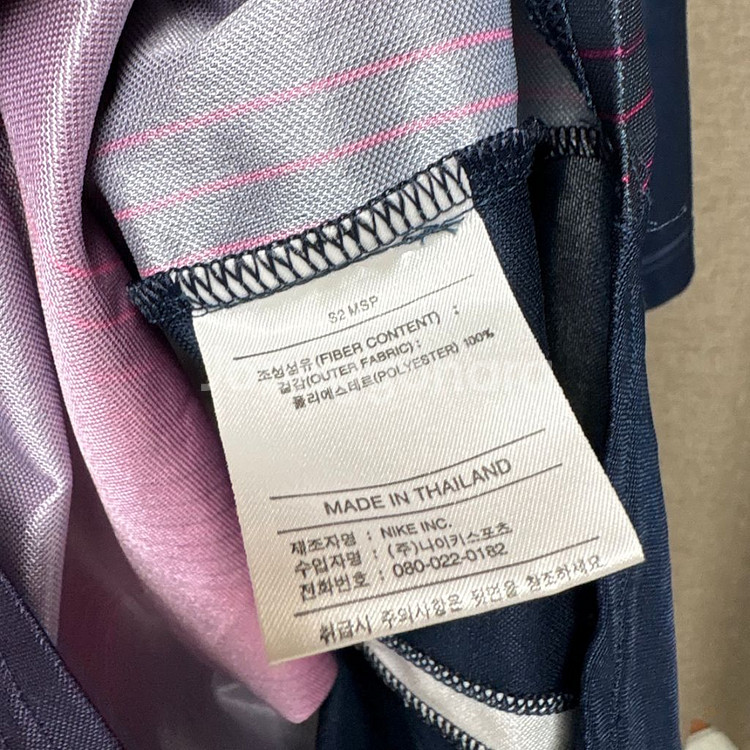 S2 MSP
조성섬유(FIBER CONTENT) :
겉감(OUTER FABRIC) :
폴리에스테르(POLYESTER) 100%
MADE IN THAILAND
제조자명 : NIKE INC.
수입자명 : (주)나이키스포츠
전화번호 : 080-022-0182
취급시 주의사항은 뒷면을 참조하세요